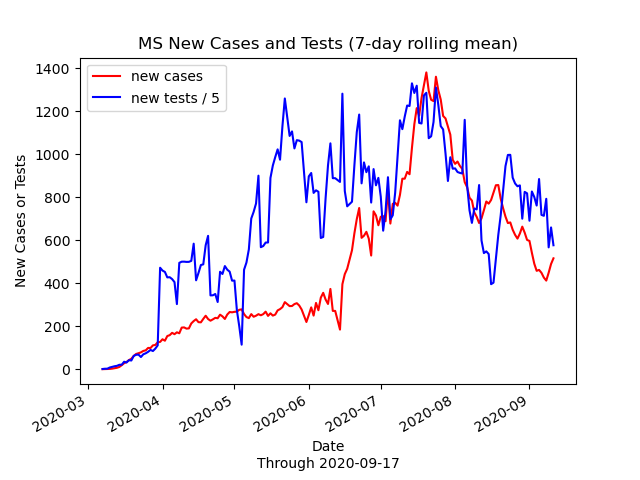 MS New Cases and Tests (7-day rolling mean)
new cases
new tests / 5
1400
1200
1000
800
600
400
200
0
New Cases or Tests
2020-03
2020-04
2020-05
2020-06
2020-07
2020-08
2020-09
Date
Through 2020-09-17